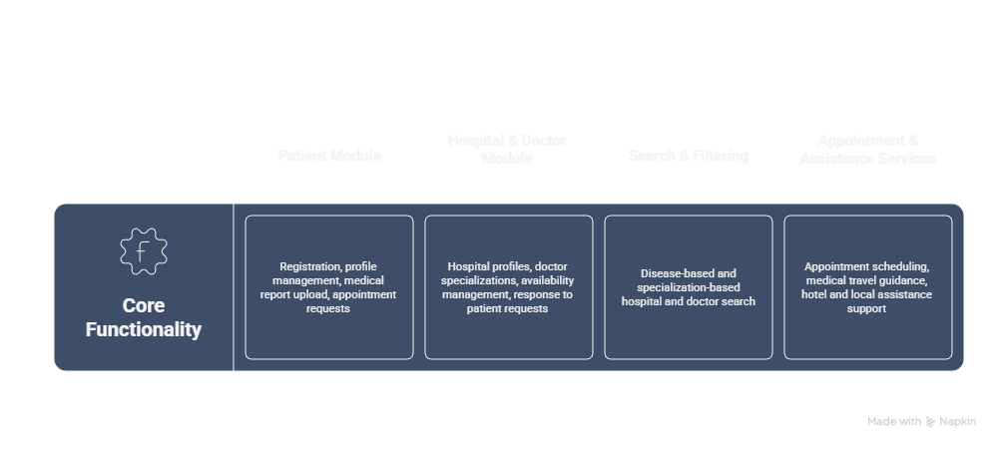 Patient Module
Hospital & Doctor
Module
Search & Filtering
Appointment &
Assistance Services
f
Core
Functionality
Registration, profile
management, medical
report upload, appointment
requests
Hospital profiles, doctor
specializations, availability
management, response to
patient requests
Disease-based and
specialization-based
hospital and doctor search
Appointment scheduling,
medical travel guidance,
hotel and local assistance
support
Made with Napkin